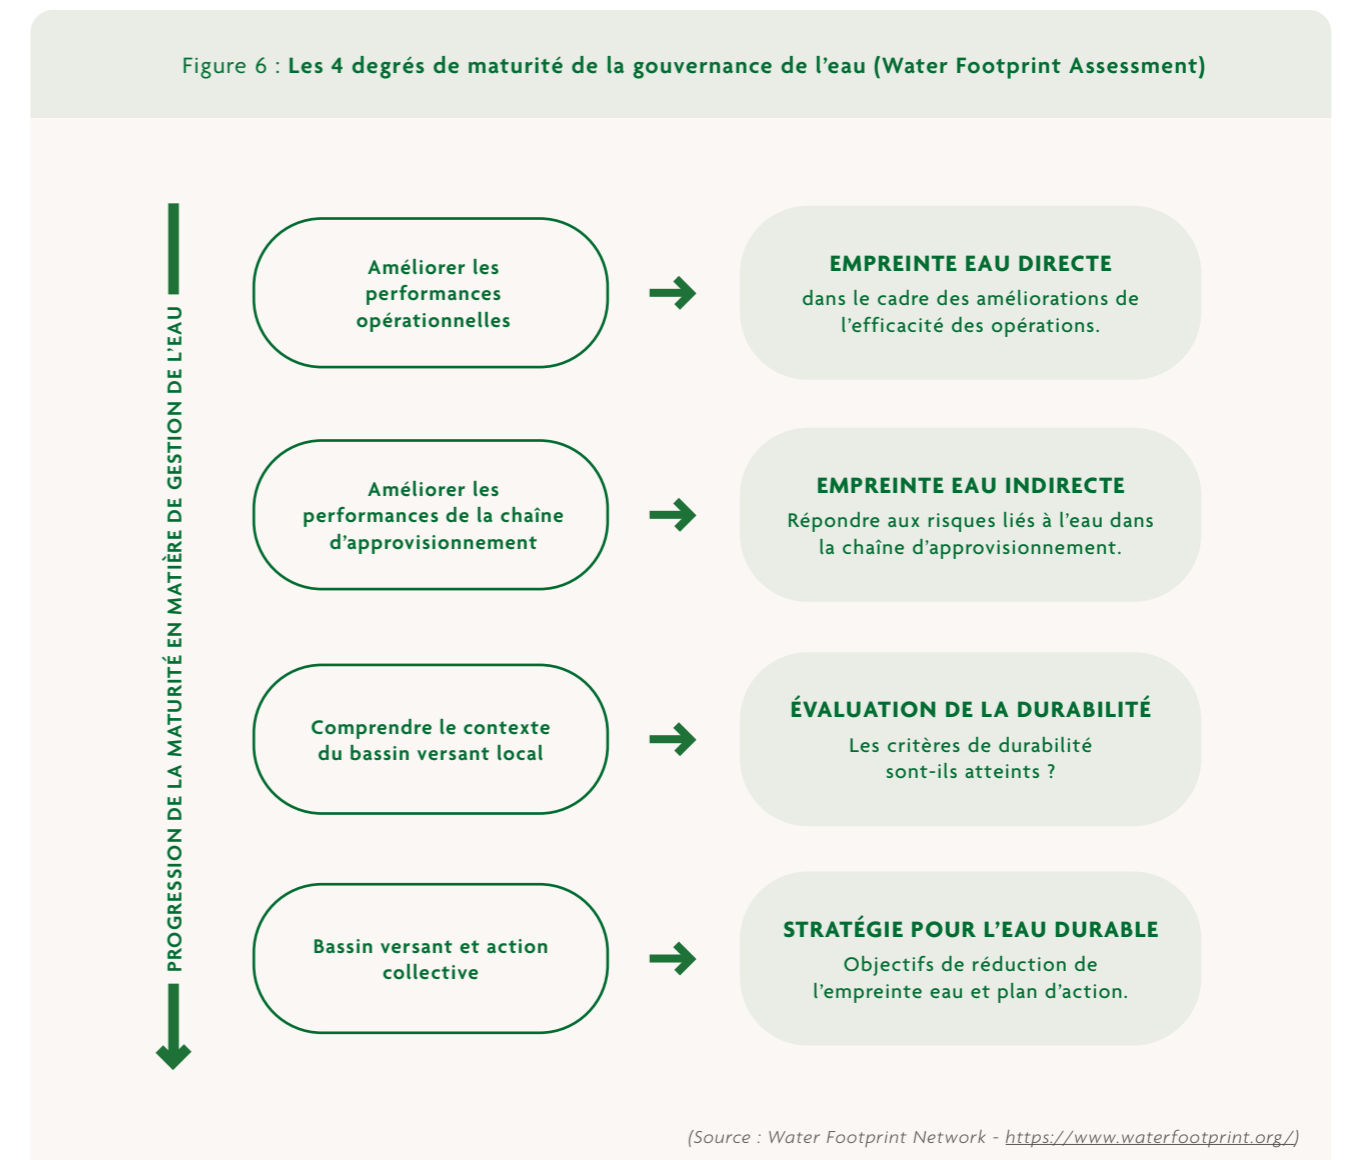 Figure 6 : Les 4 degrés de maturité de la gouvernance de l’eau (Water Footprint Assessment)
PROGRESSION DE LA MATURITÉ EN MATIÈRE DE GESTION DE L’EAU
Améliorer les
performances
opérationnelles
EMPREINTE EAU DIRECTE
dans le cadre des améliorations de
l’efficacité des opérations.
Améliorer les
performances de la chaîne
d’approvisionnement
EMPREINTE EAU INDIRECTE
Répondre aux risques liés à l’eau dans
la chaîne d’approvisionnement.
Comprendre le contexte
du bassin versant local
ÉVALUATION DE LA DURABILITÉ
Les critères de durabilité
sont-ils atteints ?
Bassin versant et action
collective
STRATÉGIE POUR L’EAU DURABLE
Objectifs de réduction de
l’empreinte eau et plan d’action.
(Source : Water Footprint Network - https://www.waterfootprint.org/)